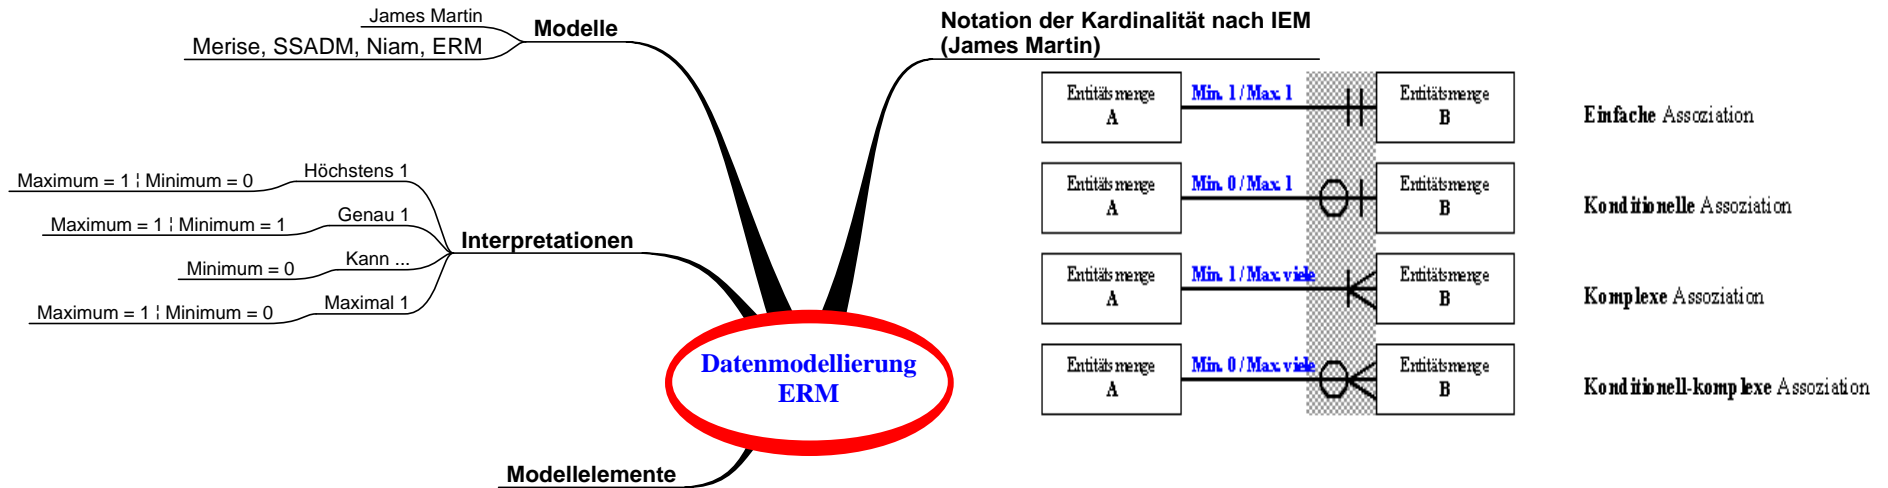 James Martin
Merise, SSADM, Niam, ERM
Modelle
Höchstens 1
Maximum = 1 ¦ Minimum = 0
Genau 1
Maximum = 1 ¦ Minimum = 1
Kann ...
Minimum = 0
Maximal 1
Maximum = 1 ¦ Minimum = 0
Interpretationen
Datenmodellierung
ERM
Modellelemente
Notation der Kardinalität nach IEM
(James Martin)
Entitätsmenge
A
Min. 1 / Max. 1
Entitätsmenge
B
Einfache Assoziation
Entitätsmenge
A
Min. 0 / Max. 1
Entitätsmenge
B
Konditionelle Assoziation
Entitätsmenge
A
Min. 1 / Max. viele
Entitätsmenge
B
Komplexe Assoziation
Entitätsmenge
A
Min. 0 / Max. viele
Entitätsmenge
B
Konditionell-komplexe Assoziation